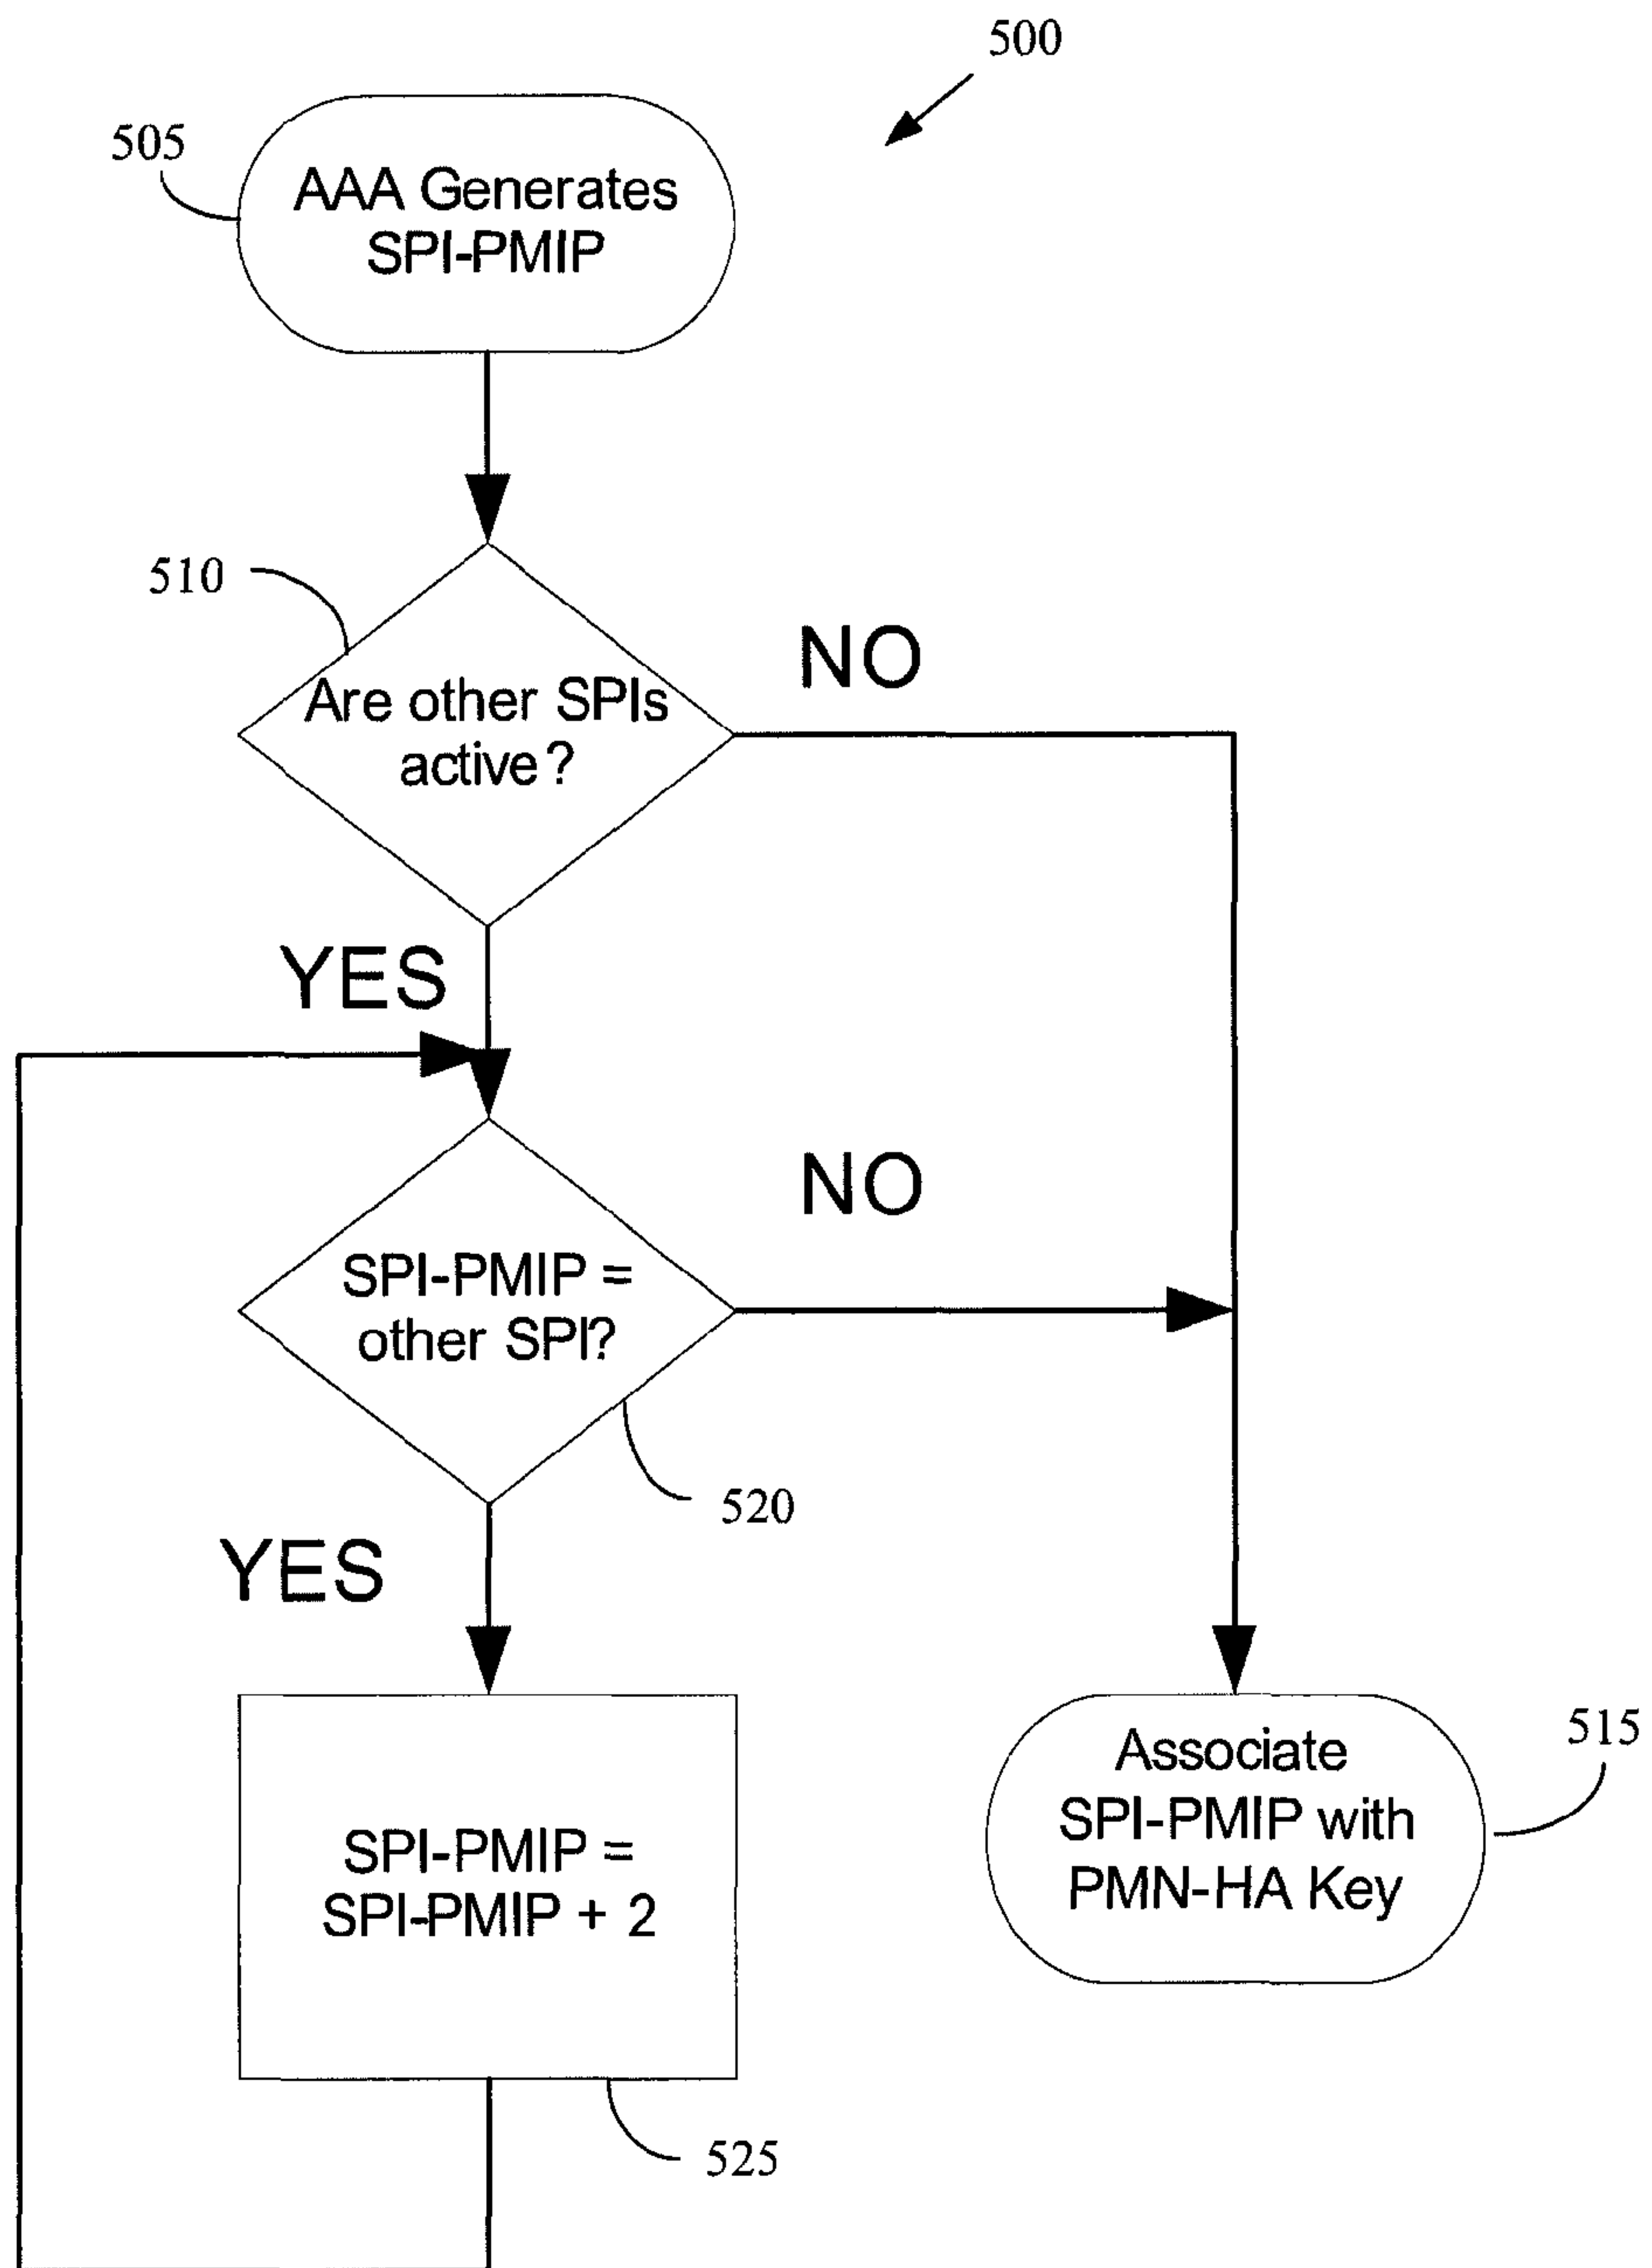 500
505
AAA Generates
SPI-PMIP
510
Are other SPIs
active?
NO
YES
SPI-PMIP =
other SPI?
NO
520
YES
SPI-PMIP =
SPI-PMIP + 2
525
Associate
SPI-PMIP with
PMN-HA Key
515